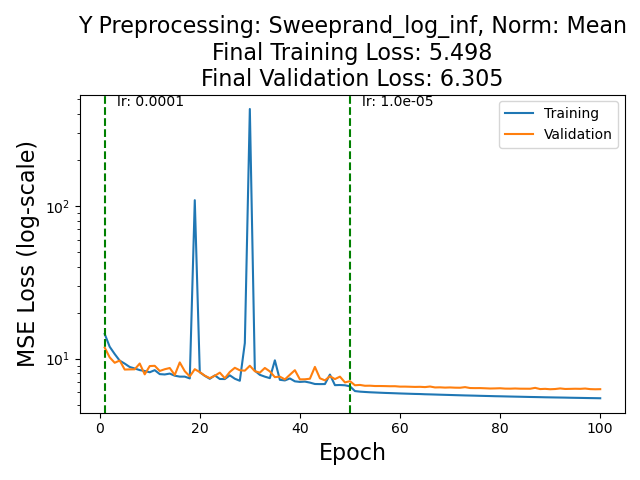 Y Preprocessing: Sweeprand_log_inf, Norm: Mean
Final Training Loss: 5.498
Final Validation Loss: 6.305
lr: 0.0001
lr: 1.0e-05
Training
Validation
10²
10¹
MSE Loss (log-scale)
0
20
40
60
80
100
Epoch